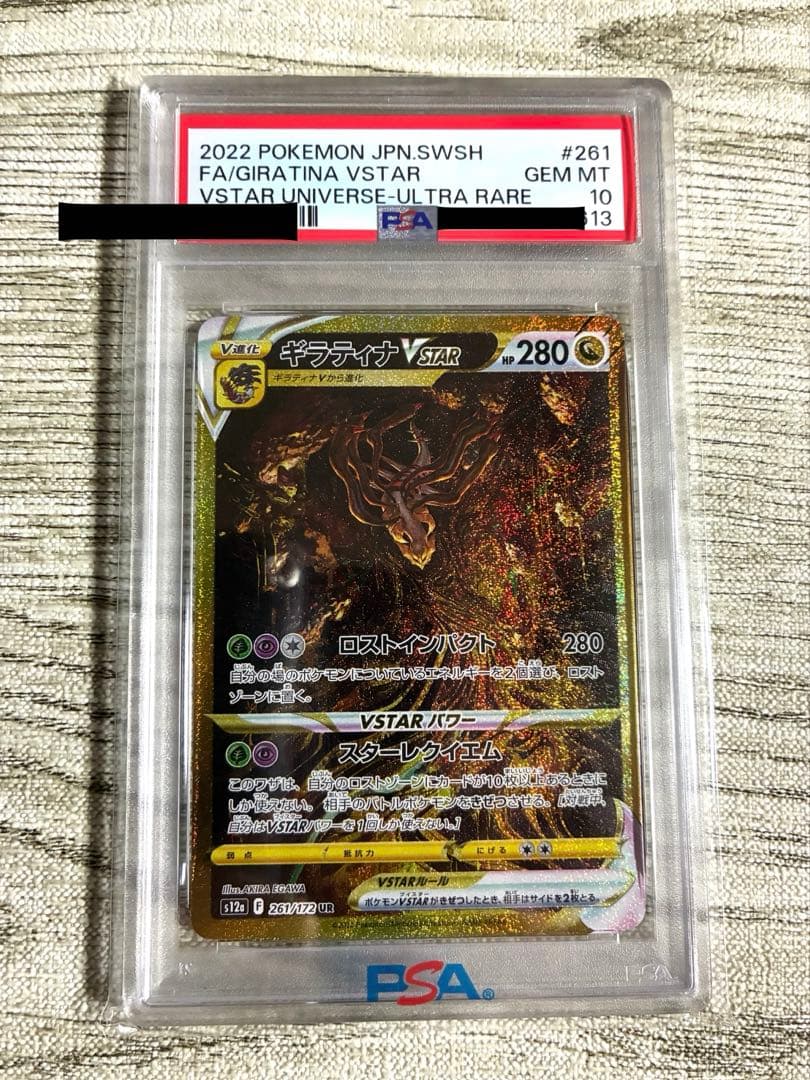 2022 POKEMON JPN.SWSH #261
FA/GIRATINA VSTAR GEM MT
VSTAR UNIVERSE-ULTRA RARE 10
PSA 613
V進化 ギラティナVSTAR HP 280
ギラティナVから進化
ロストインパクト 280
自分の場のポケモンについているエネルギーを2個選び、ロスト
ゾーンに置く。
VSTARパワー
スターレクイエム
このワザは、自分のロストゾーンにカードが10枚以上あるときに
しか使えない。相手のバトルポケモンをきぜつさせる。[対戦中、
自分はVSTARパワーを1回しか使えない。]
弱点 抵抗力 にげる
Illus. AKIRA EGAWA
VSTARルール
ポケモンVSTARがきぜつしたとき、相手はサイドを2枚とる。
s12a F 261/172 UR
PSA